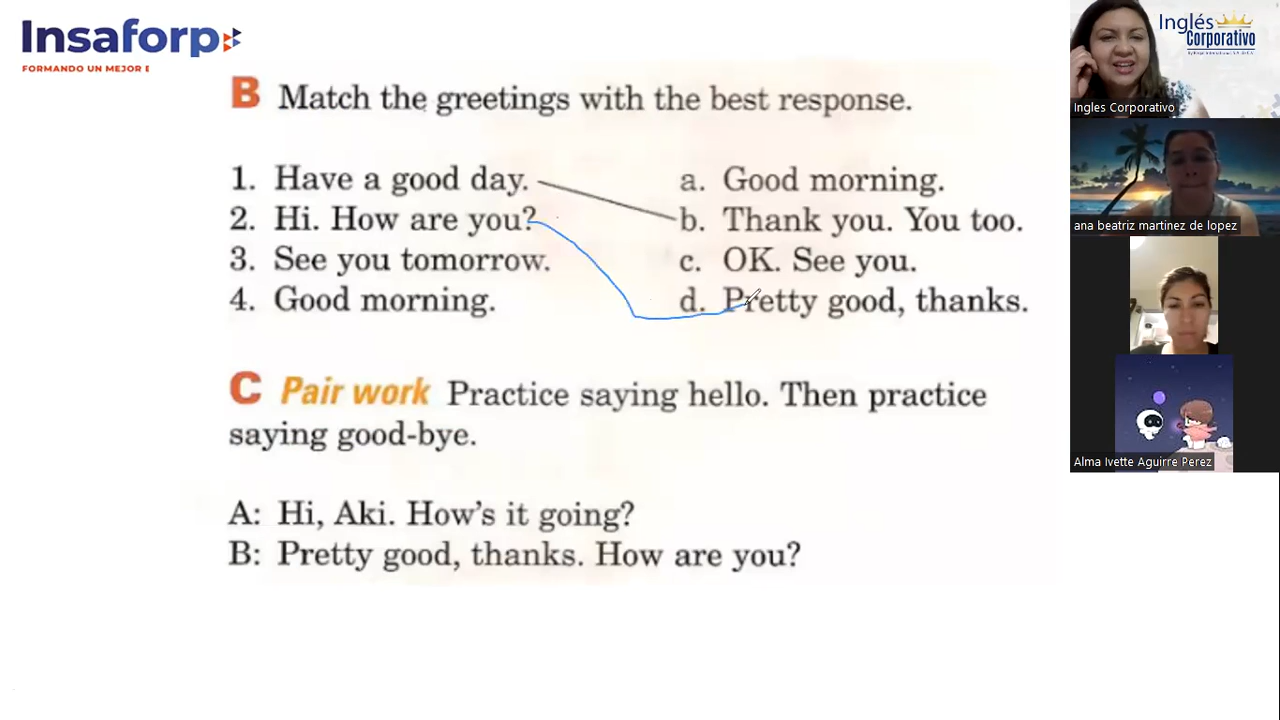 Insaforp
FORMANDO UN MEJOR E
B Match the greetings with the best response.
1. Have a good day.
2. Hi. How are you?
3. See you tomorrow.
4. Good morning.
a. Good morning.
b. Thank you. You too.
c. OK. See you.
d. Pretty good, thanks.
C Pair work Practice saying hello. Then practice
saying good-bye.
A: Hi, Aki. How's it going?
B: Pretty good, thanks. How are you?
Inglés
Corporativo
Ingles Corporativo
ana beatriz martinez de lopez
Alma Ivette Aguirre Perez